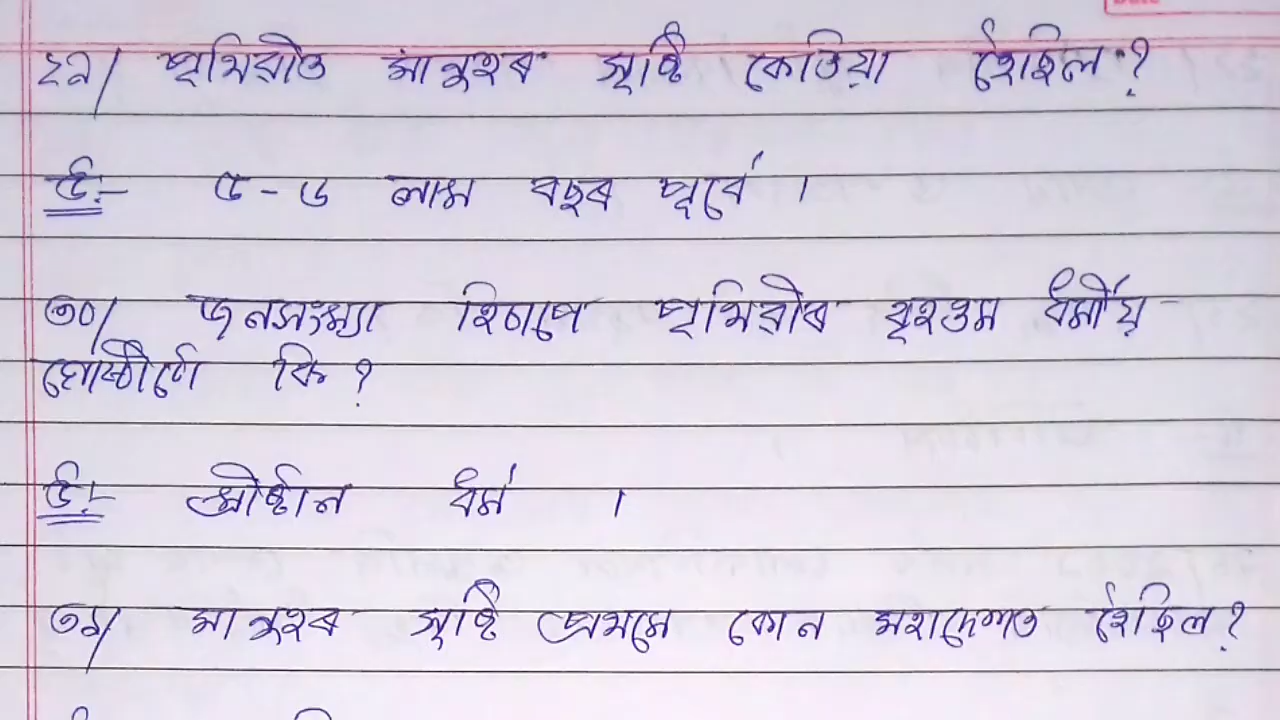 ২৯/ পৃথিৱীত মানুহৰ সৃষ্টি কেতিয়া হৈছিল?
উ:- ৫-৬ লাখ বছৰ পূৰ্বে ।
৩০/ জনসংখ্যা হিচাপে পৃথিৱীৰ বৃহত্তম ধৰ্মীয়
গোষ্ঠীটো কি?
উ:- খ্ৰীষ্টান ধৰ্ম ।
৩১/ মানুহৰ সৃষ্টি প্ৰথমে কোন মহাদেশত হৈছিল?